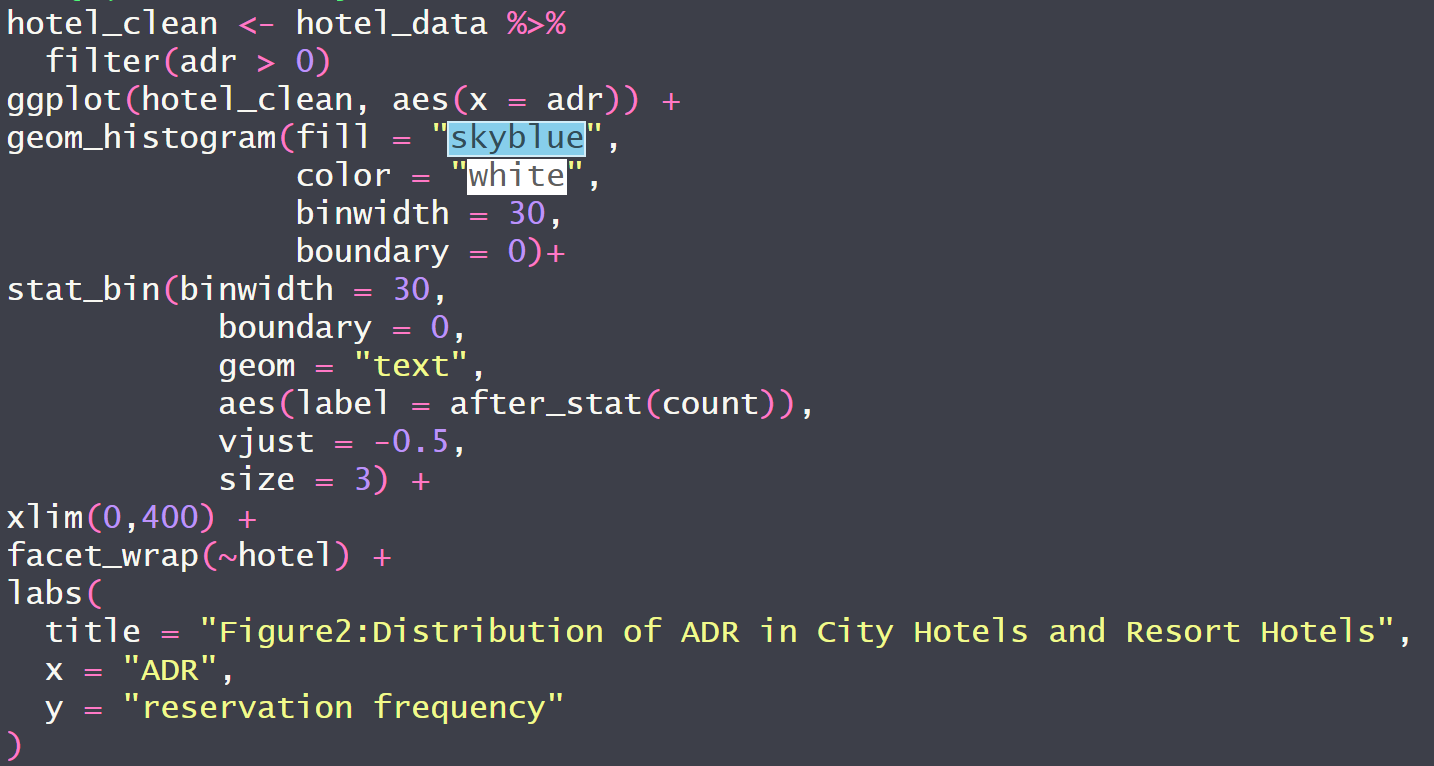 hotel_clean <- hotel_data %>%
  filter(adr > 0)
ggplot(hotel_clean, aes(x = adr)) +
geom_histogram(fill = "skyblue",
               color = "white",
               binwidth = 30,
               boundary = 0)+
stat_bin(binwidth = 30,
           boundary = 0,
           geom = "text",
           aes(label = after_stat(count)),
           vjust = -0.5,
           size = 3) +
xlim(0,400) +
facet_wrap(~hotel) +
labs(
  title = "Figure2:Distribution of ADR in City Hotels and Resort Hotels",
  x = "ADR",
  y = "reservation frequency"
)